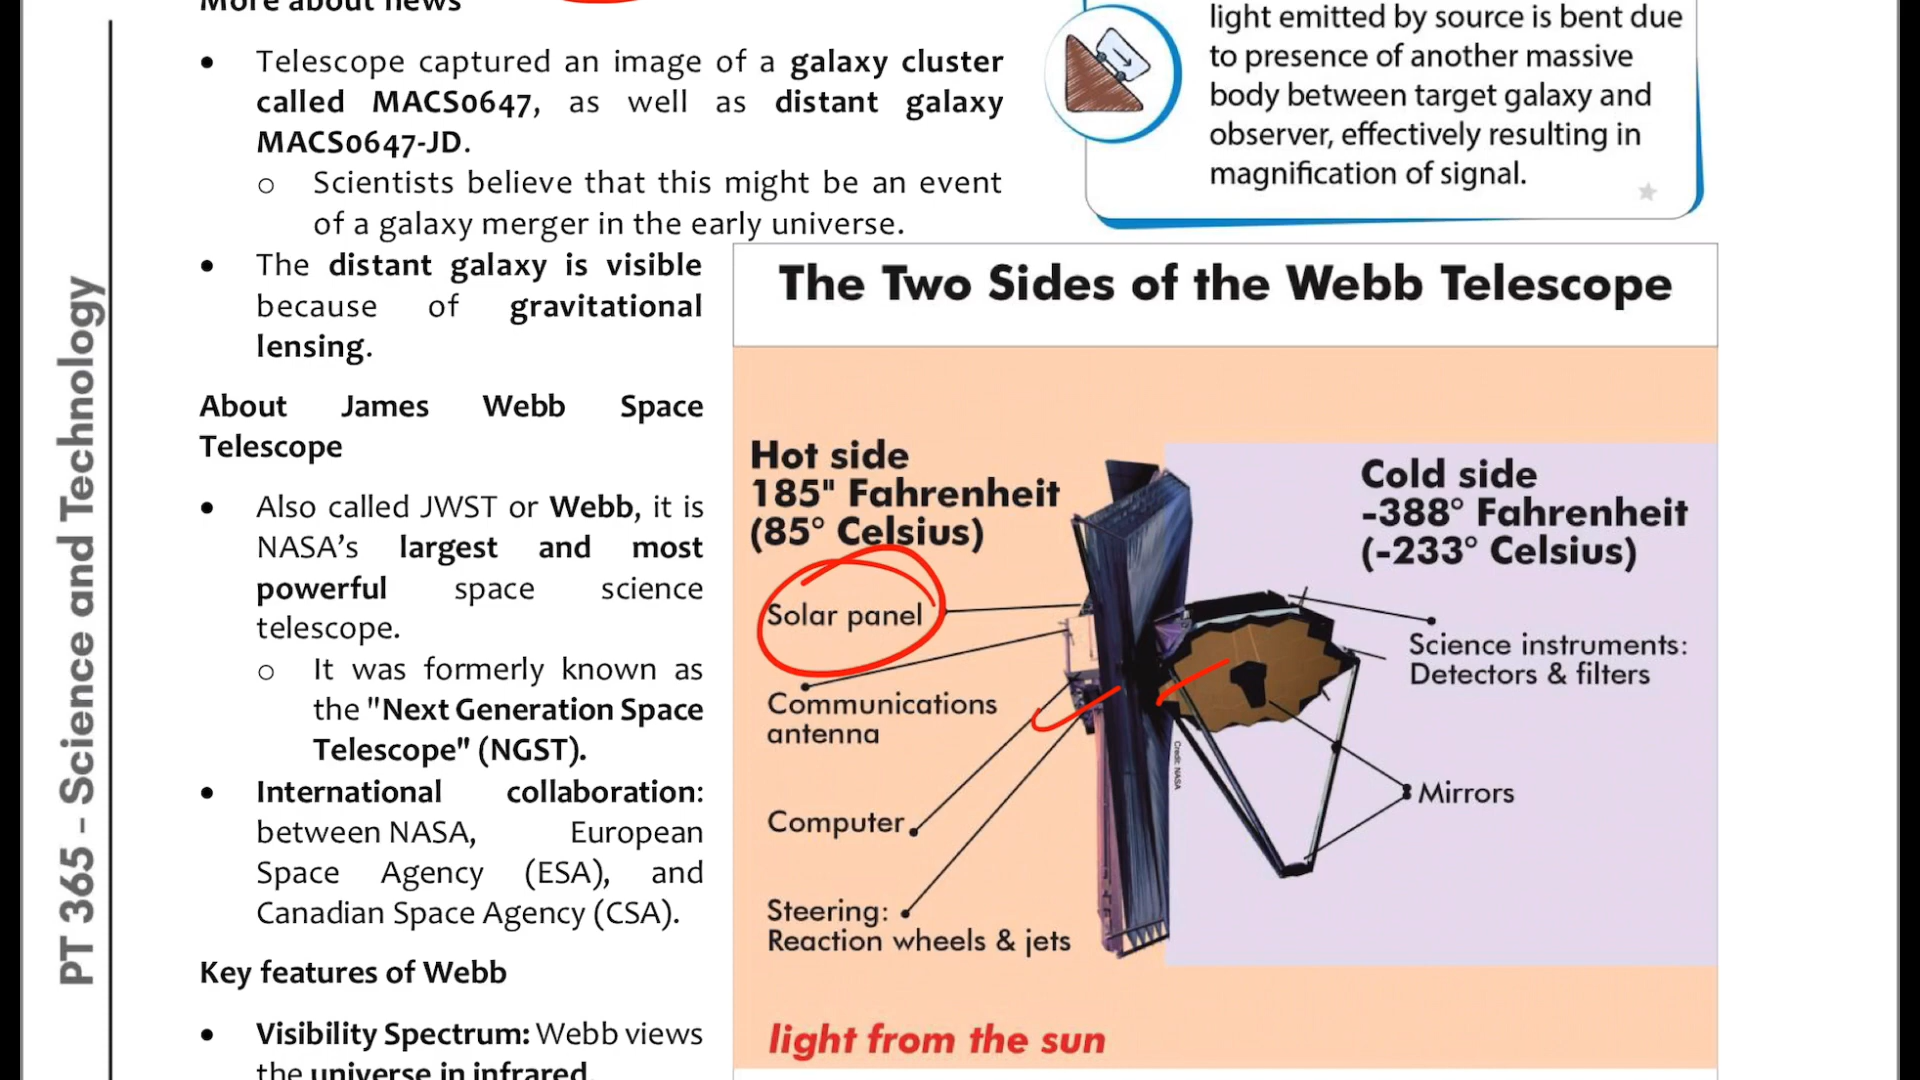 More about news
• Telescope captured an image of a galaxy cluster
called MACS0647, as well as distant galaxy
MACS0647-JD.
o Scientists believe that this might be an event
of a galaxy merger in the early universe.
• The distant galaxy is visible
because of gravitational
lensing.
About James Webb Space
Telescope
• Also called JWST or Webb, it is
NASA's largest and most
powerful space science
telescope.
o It was formerly known as
the "Next Generation Space
Telescope" (NGST).
• International collaboration:
between NASA, European
Space Agency (ESA), and
Canadian Space Agency (CSA).
Key features of Webb
• Visibility Spectrum: Webb views
the universe in infrared.
light emitted by source is bent due
to presence of another massive
body between target galaxy and
observer, effectively resulting in
magnification of signal.
The Two Sides of the Webb Telescope
Hot side
185" Fahrenheit
(85° Celsius)
Solar panel
Communications
antenna
Computer
Steering:
Reaction wheels & jets
light from the sun
Cold side
-388° Fahrenheit
(-233° Celsius)
Science instruments:
Detectors & filters
Mirrors
Credit: NASA
PT 365 - Science and Technology